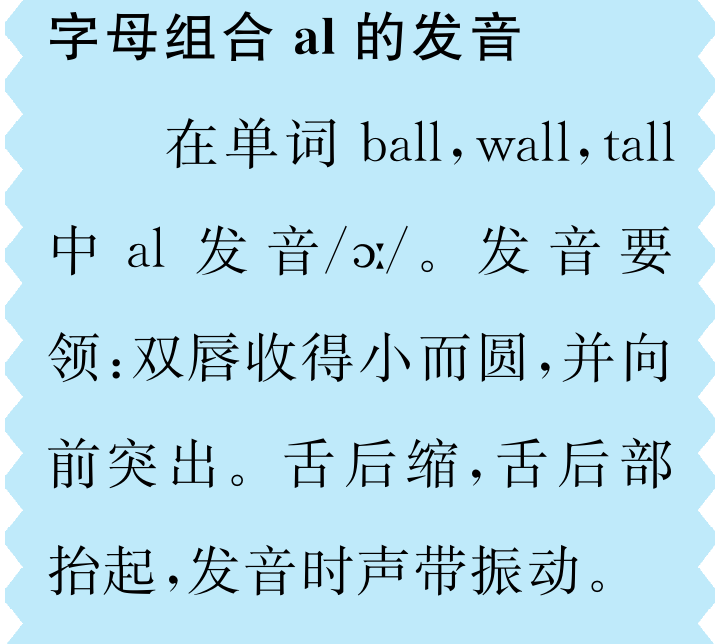 字母组合 al 的发音
在单词 ball,wall,tall
中 al 发音/ɔː/。发音要
领:双唇收得小而圆,并向
前突出。舌后缩,舌后部
抬起,发音时声带振动。